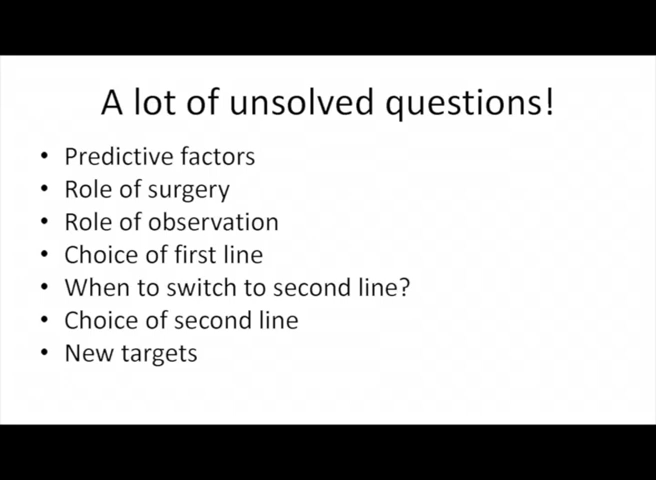 A lot of unsolved questions!
• Predictive factors
• Role of surgery
• Role of observation
• Choice of first line
• When to switch to second line?
• Choice of second line
• New targets